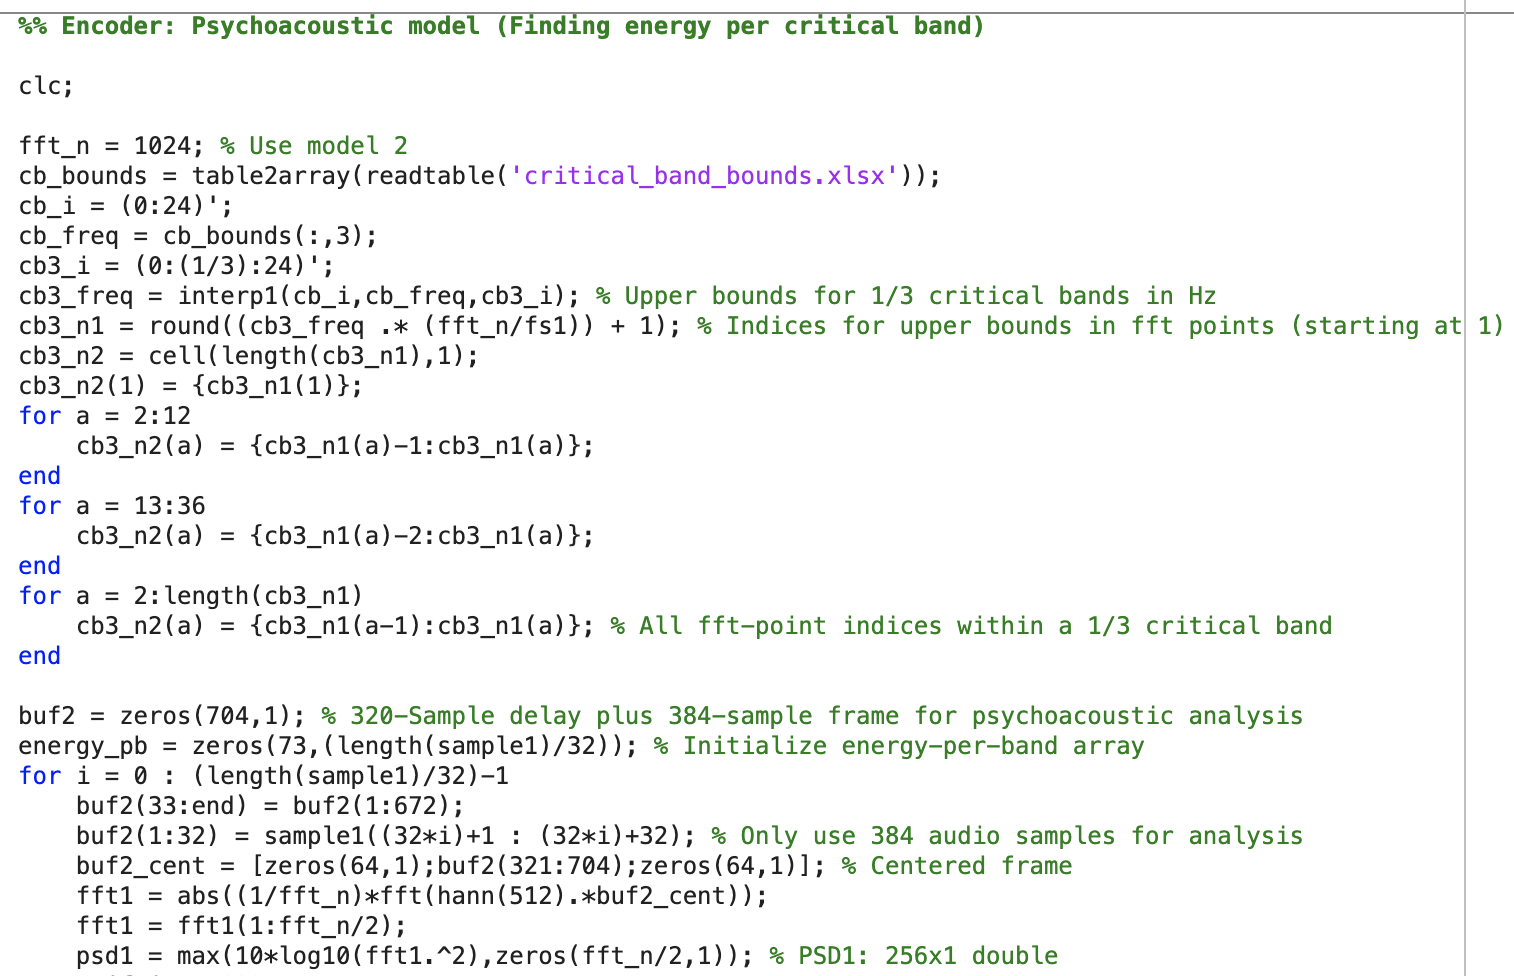 %% Encoder: Psychoacoustic model (Finding energy per critical band)
clc;
fft_n = 1024; % Use model 2
cb_bounds = table2array(readtable('critical_band_bounds.xlsx'));
cb_i = (0:24)';
cb_freq = cb_bounds(:,3);
cb3_i = (0:(1/3):24)';
cb3_freq = interp1(cb_i,cb_freq,cb3_i); % Upper bounds for 1/3 critical bands in Hz
cb3_n1 = round((cb3_freq .* (fft_n/fs1)) + 1); % Indices for upper bounds in fft points (starting at 1)
cb3_n2 = cell(length(cb3_n1),1);
cb3_n2(1) = {cb3_n1(1)};
for a = 2:12
    cb3_n2(a) = {cb3_n1(a)-1:cb3_n1(a)};
end
for a = 13:36
    cb3_n2(a) = {cb3_n1(a)-2:cb3_n1(a)};
end
for a = 2:length(cb3_n1)
    cb3_n2(a) = {cb3_n1(a-1):cb3_n1(a)}; % All fft-point indices within a 1/3 critical band
end
buf2 = zeros(704,1); % 320-Sample delay plus 384-sample frame for psychoacoustic analysis
energy_pb = zeros(73,(length(sample1)/32)); % Initialize energy-per-band array
for i = 0 : (length(sample1)/32)-1
    buf2(33:end) = buf2(1:672);
    buf2(1:32) = sample1((32*i)+1 : (32*i)+32); % Only use 384 audio samples for analysis
    buf2_cent = [zeros(64,1);buf2(321:704);zeros(64,1)]; % Centered frame
    fft1 = abs((1/fft_n)*fft(hann(512).*buf2_cent));
    fft1 = fft1(1:fft_n/2);
    psd1 = max(10*log10(fft1.^2),zeros(fft_n/2,1)); % PSD1: 256x1 double